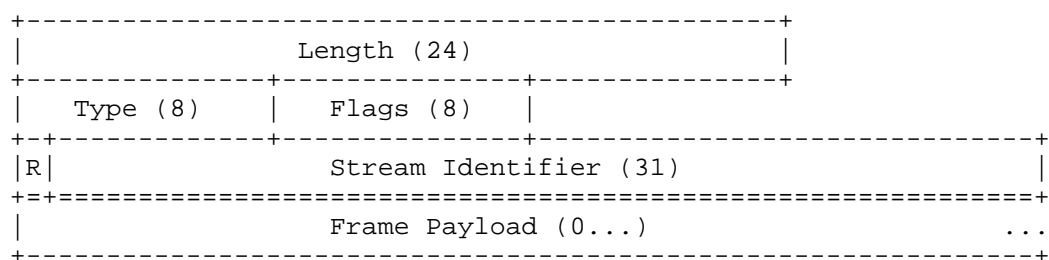 Length (24)
Type (8) Flags (8)
R Stream Identifier (31)
Frame Payload (0...) ...